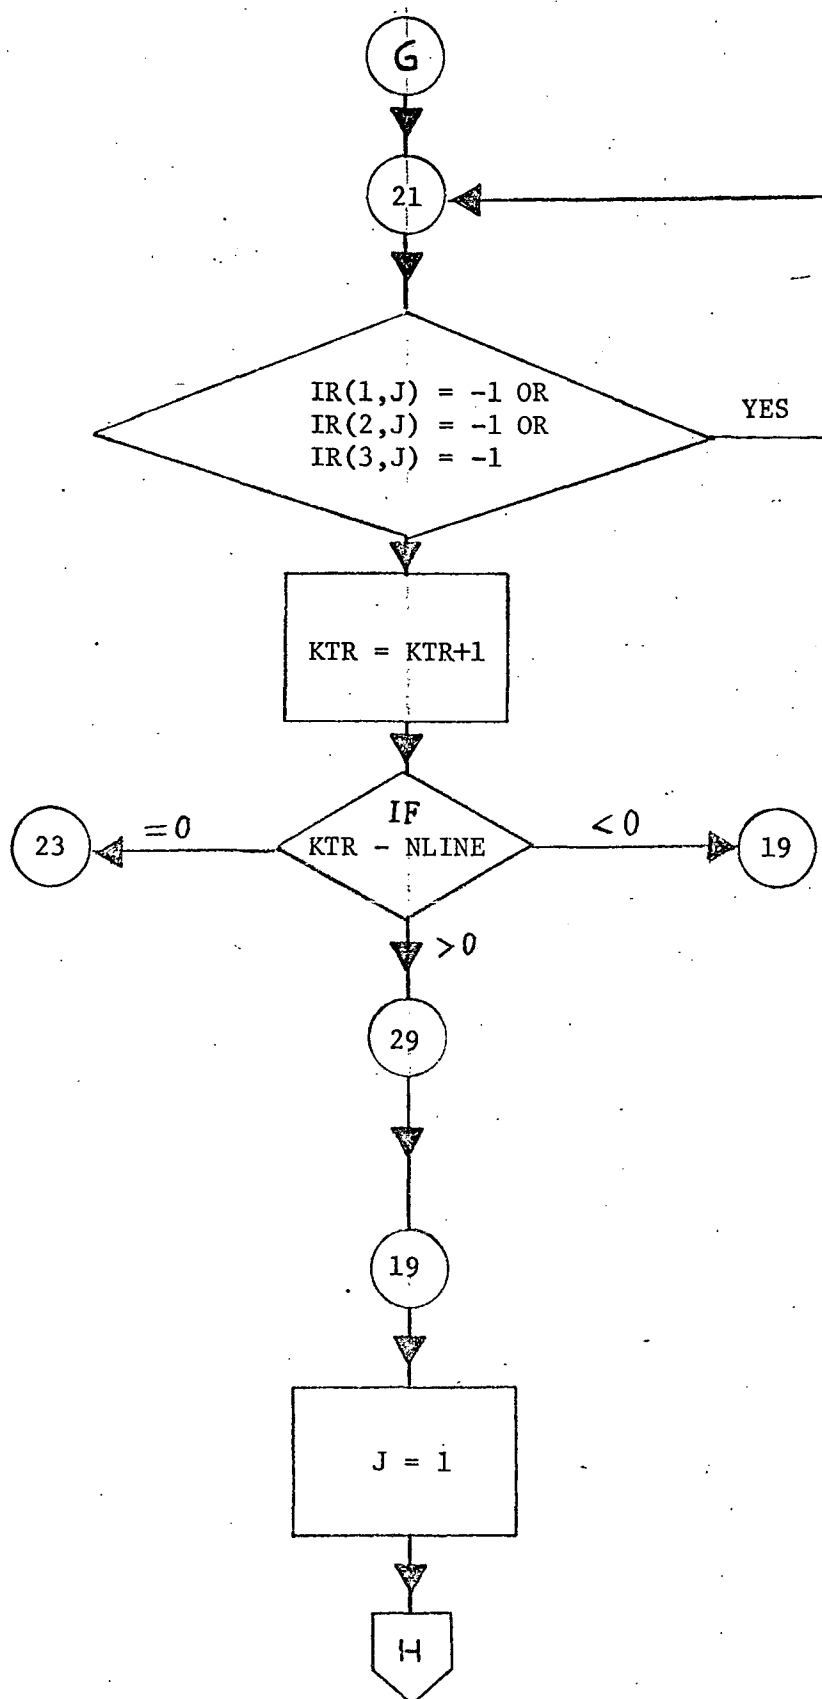 G
21
IR(1,J) = -1 OR
IR(2,J) = -1 OR
IR(3,J) = -1
YES
KTR = KTR+1
IF
KTR - NLINE
=0
<0
23
19
>0
29
19
J = 1
H